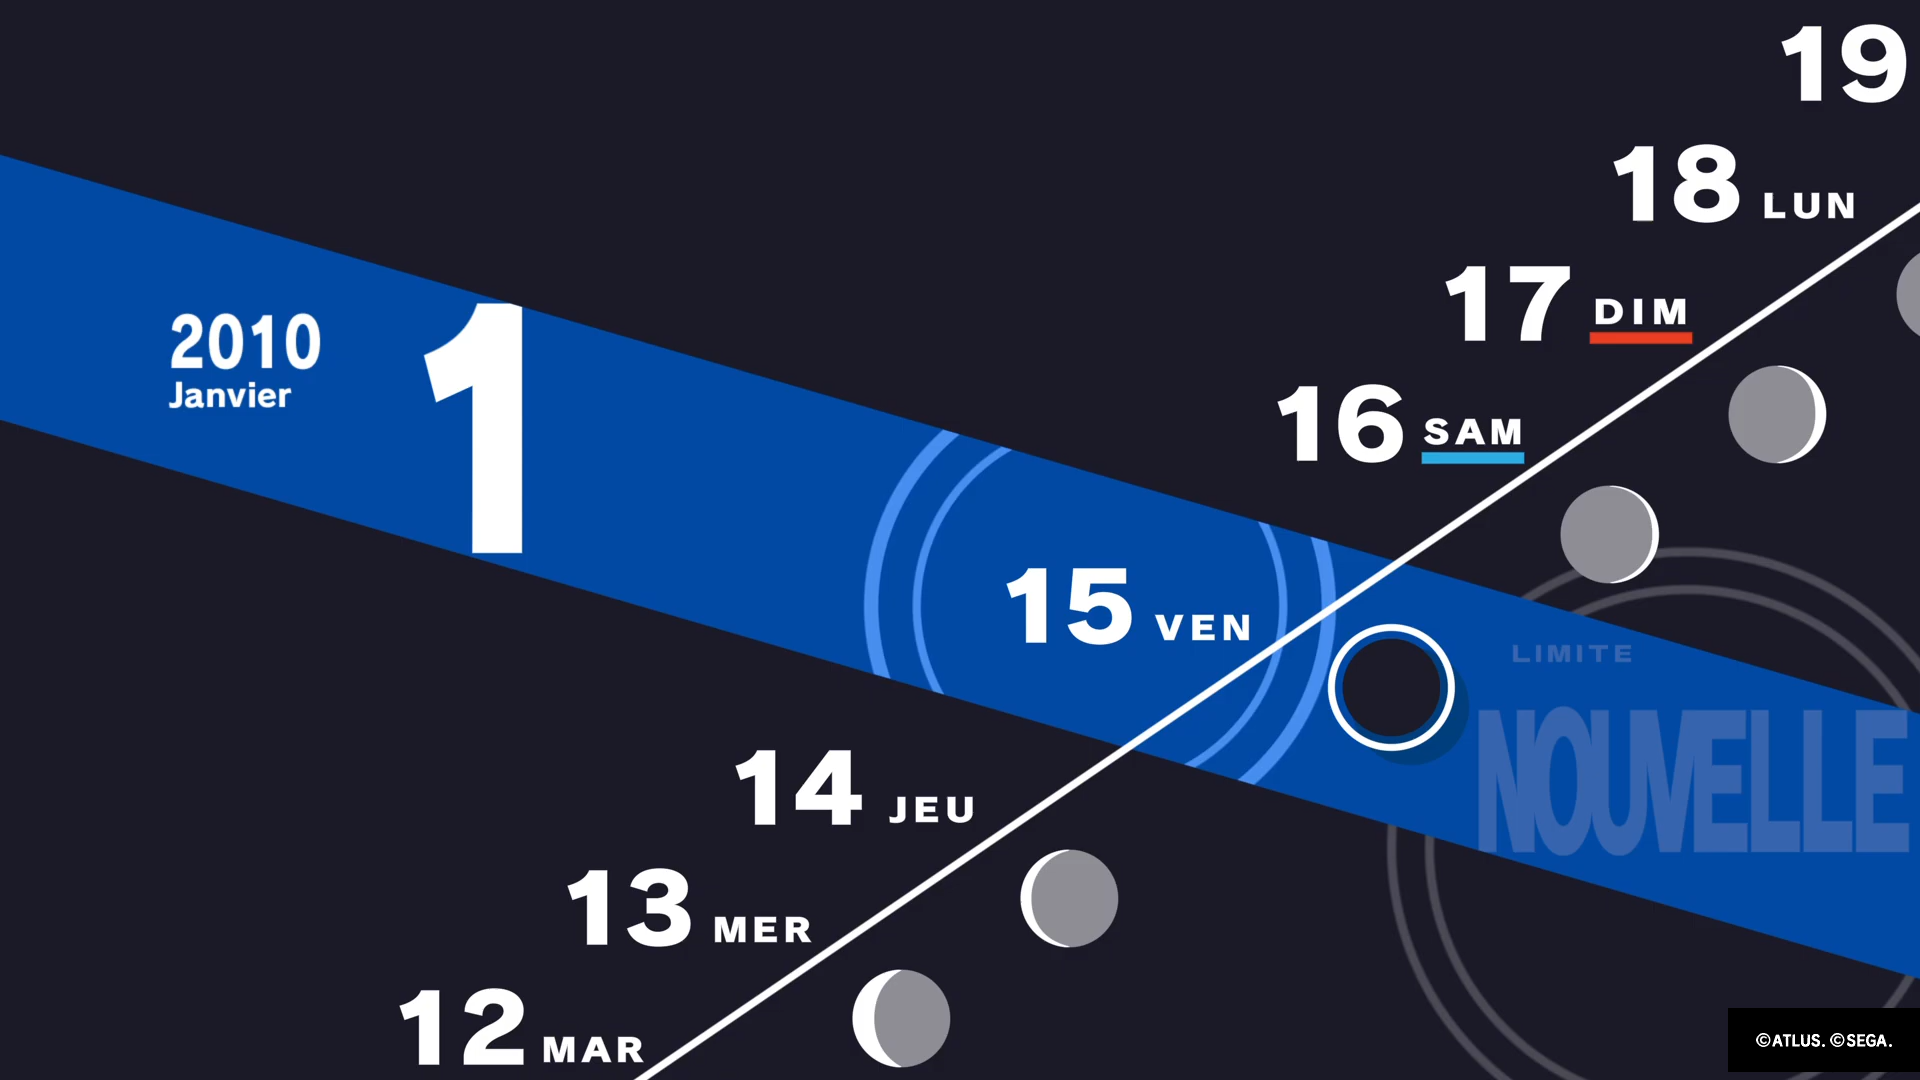 19
18 LUN
17 DIM
16 SAM
2010
Janvier
1
15 VEN
LIMITE
NOUVELLE
14 JEU
13 MER
12 MAR
©ATLUS. ©SEGA.